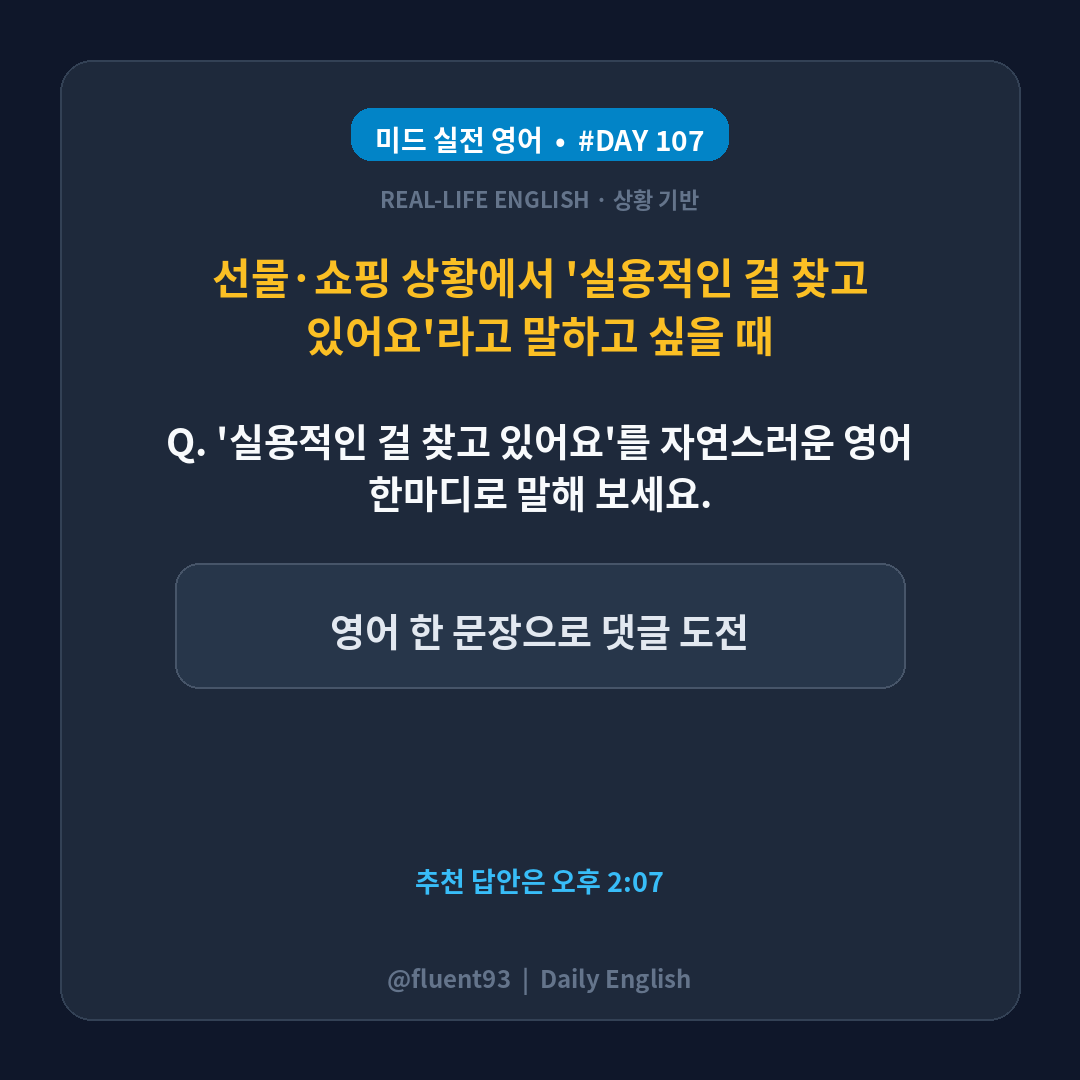 미드 실전 영어 • #DAY 107
REAL-LIFE ENGLISH · 상황 기반
선물·쇼핑 상황에서 '실용적인 걸 찾고
있어요'라고 말하고 싶을 때
Q. '실용적인 걸 찾고 있어요'를 자연스러운 영어
한마디로 말해 보세요.
영어 한 문장으로 댓글 도전
추천 답안은 오후 2:07
@fluent93 | Daily English